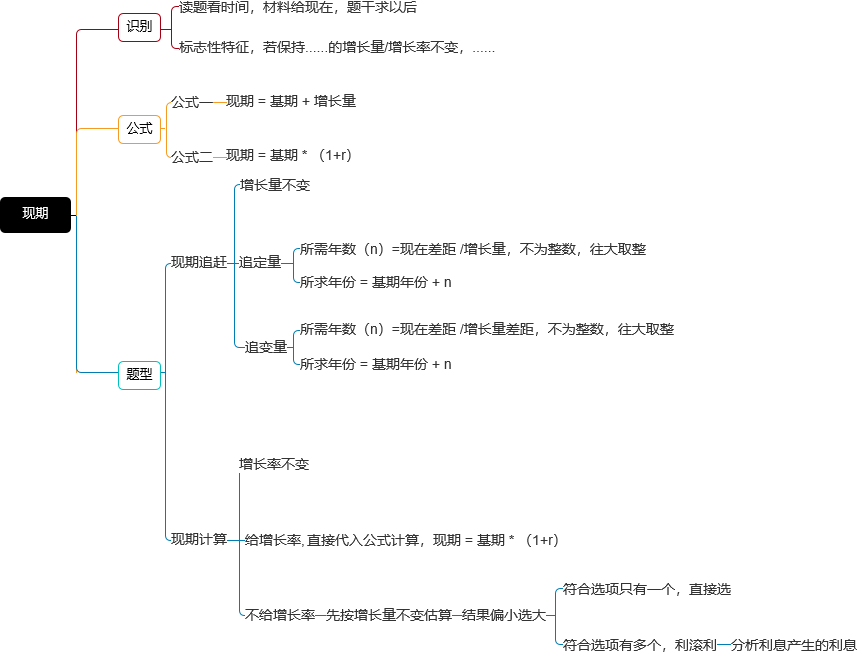 读题看时间，材料给现在，题干求以后
识别
标志性特征，若保持......的增长量/增长率不变，......
公式一
现期 = 基期 + 增长量
公式
公式二
现期 = 基期 * （1+r）
增长量不变
现期
所需年数（n）=现在差距 /增长量，不为整数，往大取整
现期追赶
追定量
所求年份 = 基期年份 + n
所需年数（n）=现在差距 /增长量差距，不为整数，往大取整
追变量
所求年份 = 基期年份 + n
题型
增长率不变
现期计算
给增长率,直接代入公式计算，现期 = 基期 * （1+r）
符合选项只有一个，直接选
不给增长率
先按增长量不变估算
结果偏小选大
符合选项有多个，利滚利
分析利息产生的利息